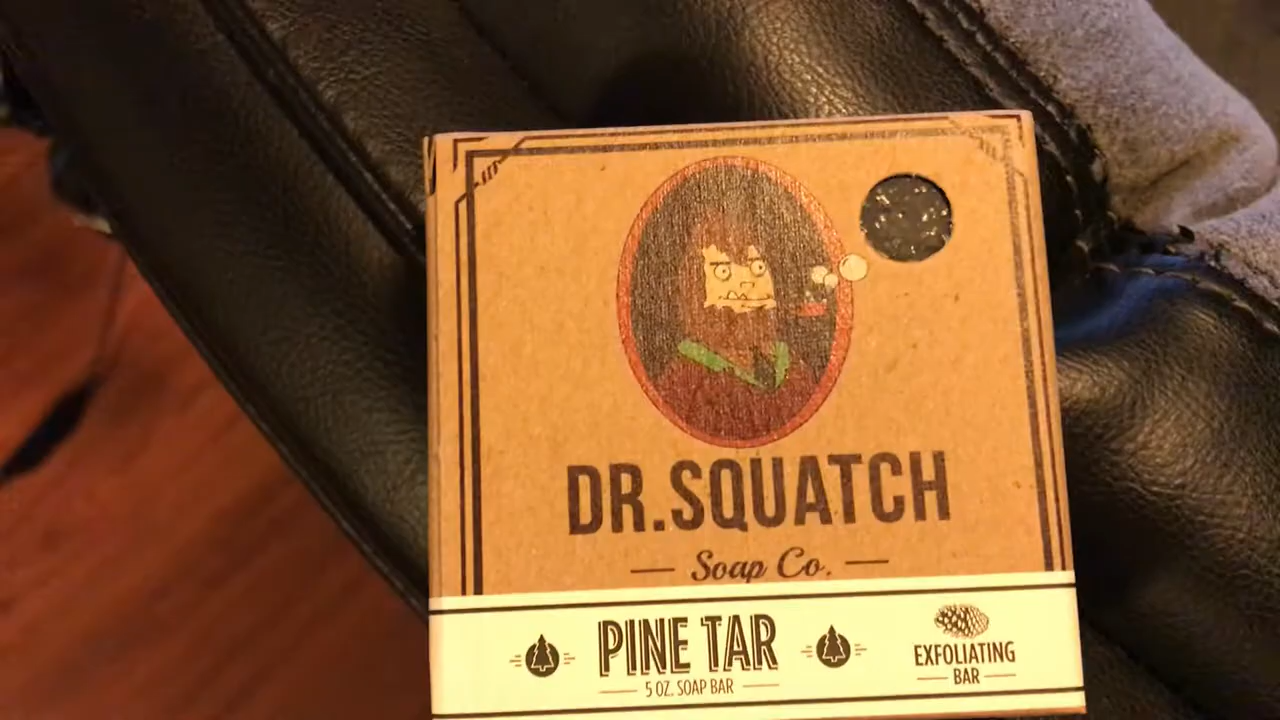 DR.SQUATCH
Soap Co.
PINE TAR
5 OZ. SOAP BAR
EXFOLIATING
BAR